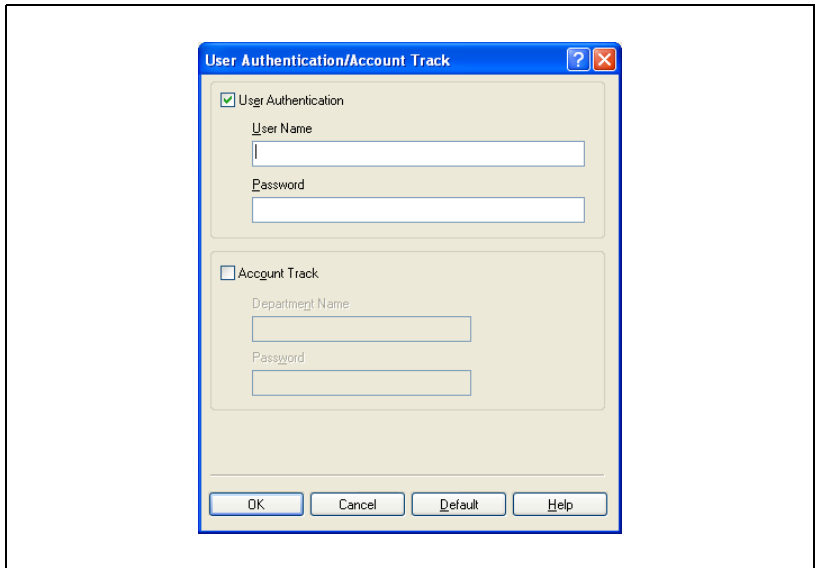 User Authentication/Account Track
User Authentication
User Name
Password
Account Track
Department Name
Password
OK Cancel Default Help